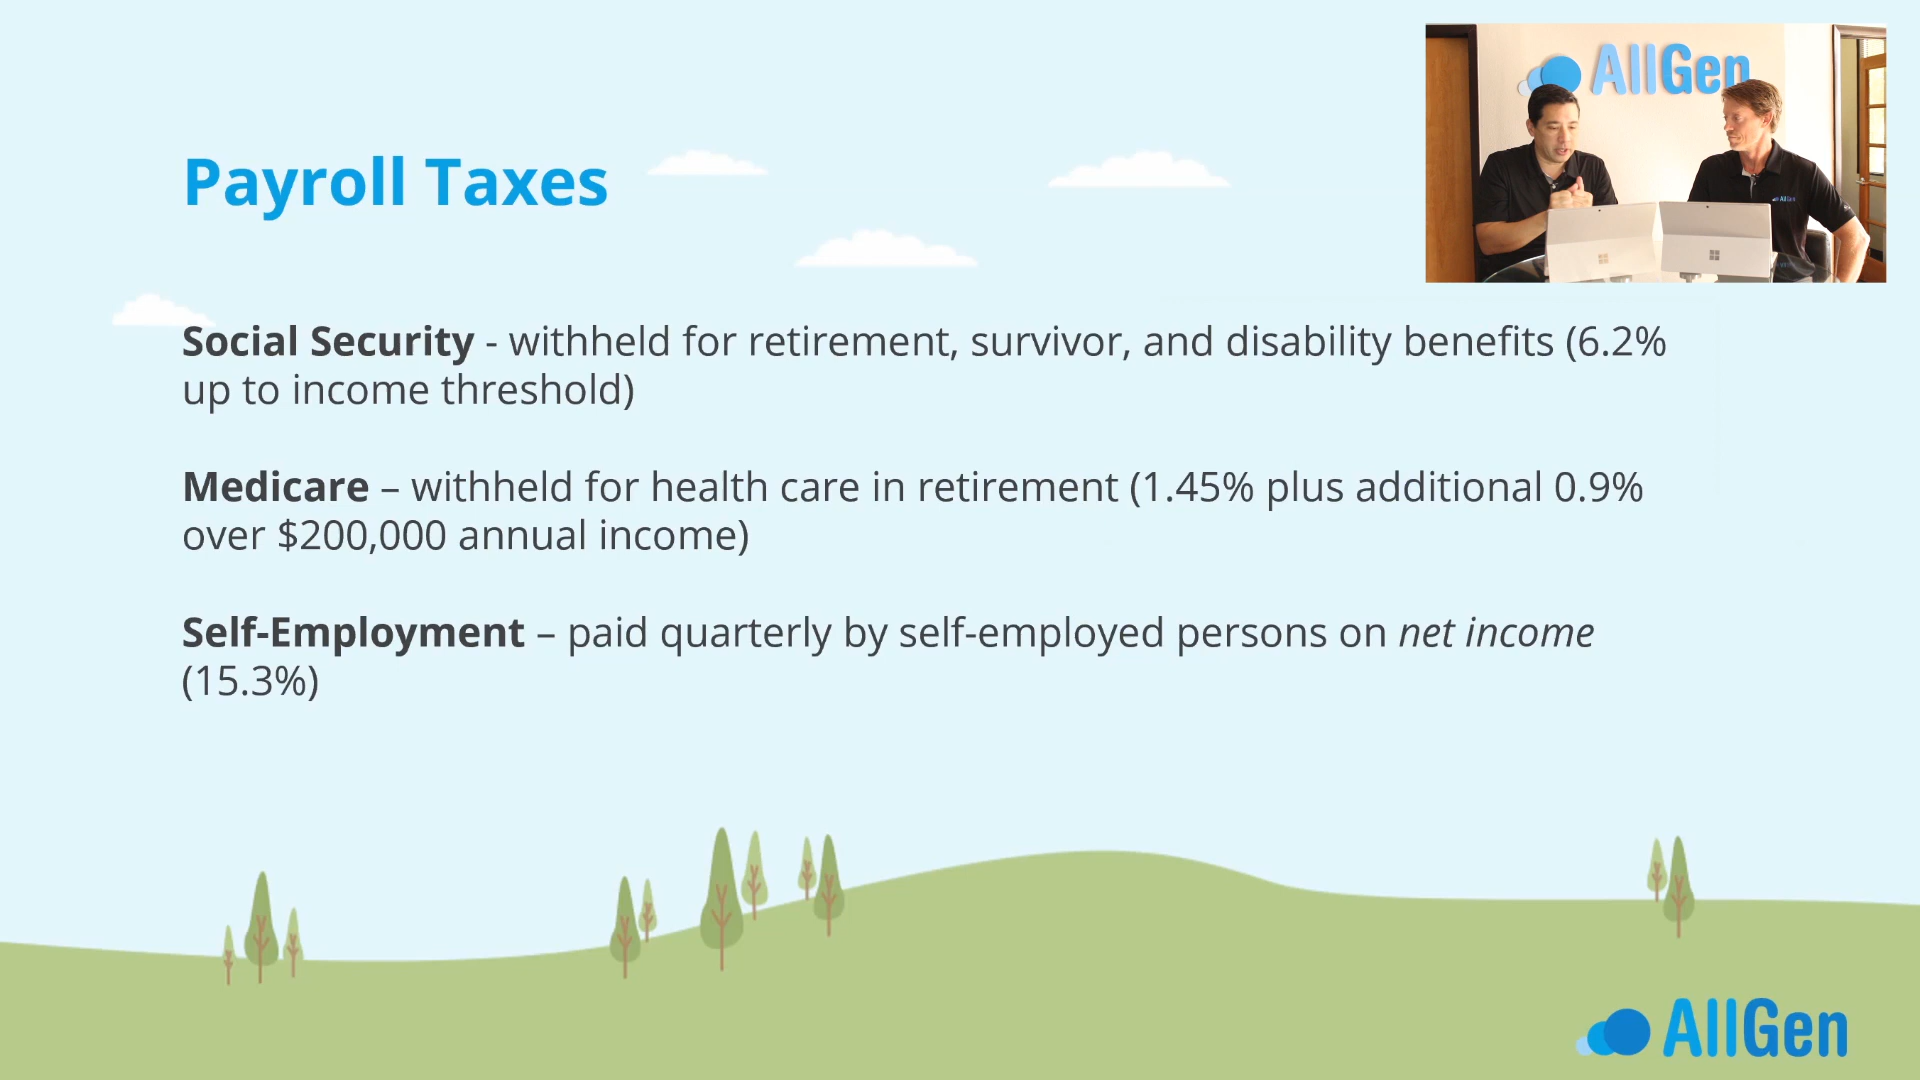 AllGen
Payroll Taxes
AllGen
Social Security - withheld for retirement, survivor, and disability benefits (6.2%
up to income threshold)
Medicare – withheld for health care in retirement (1.45% plus additional 0.9%
over $200,000 annual income)
Self-Employment – paid quarterly by self-employed persons on net income
(15.3%)
AllGen